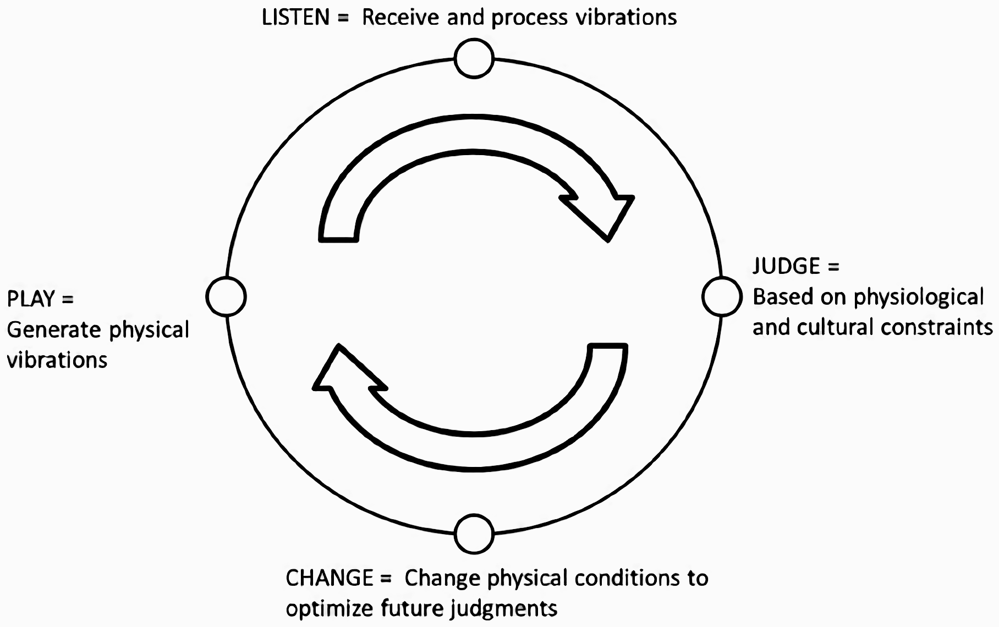 LISTEN = Receive and process vibrations
JUDGE =
Based on physiological
and cultural constraints
PLAY =
Generate physical
vibrations
CHANGE = Change physical conditions to
optimize future judgments